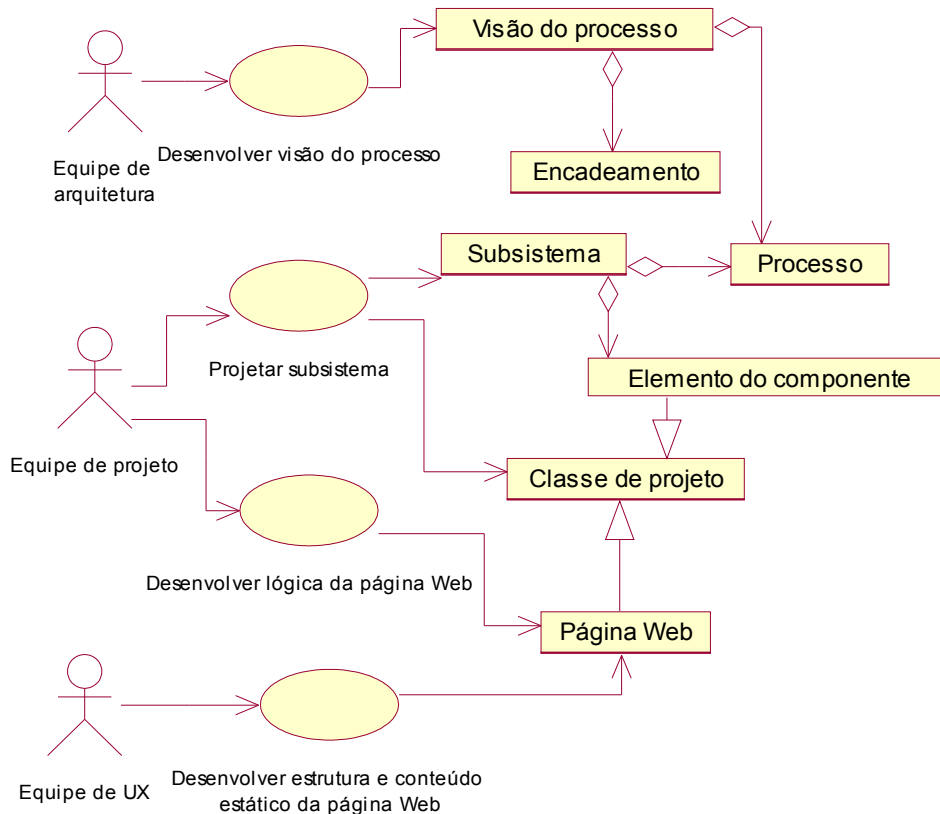 Visão do processo
Desenvolver visão do processo
Equipe de
arquitetura
Encadeamento
Subsistema
Processo
Projetar subsistema
Elemento do componente
Equipe de projeto
Classe de projeto
Desenvolver lógica da página Web
Página Web
Equipe de UX
Desenvolver estrutura e conteúdo
estático da página Web